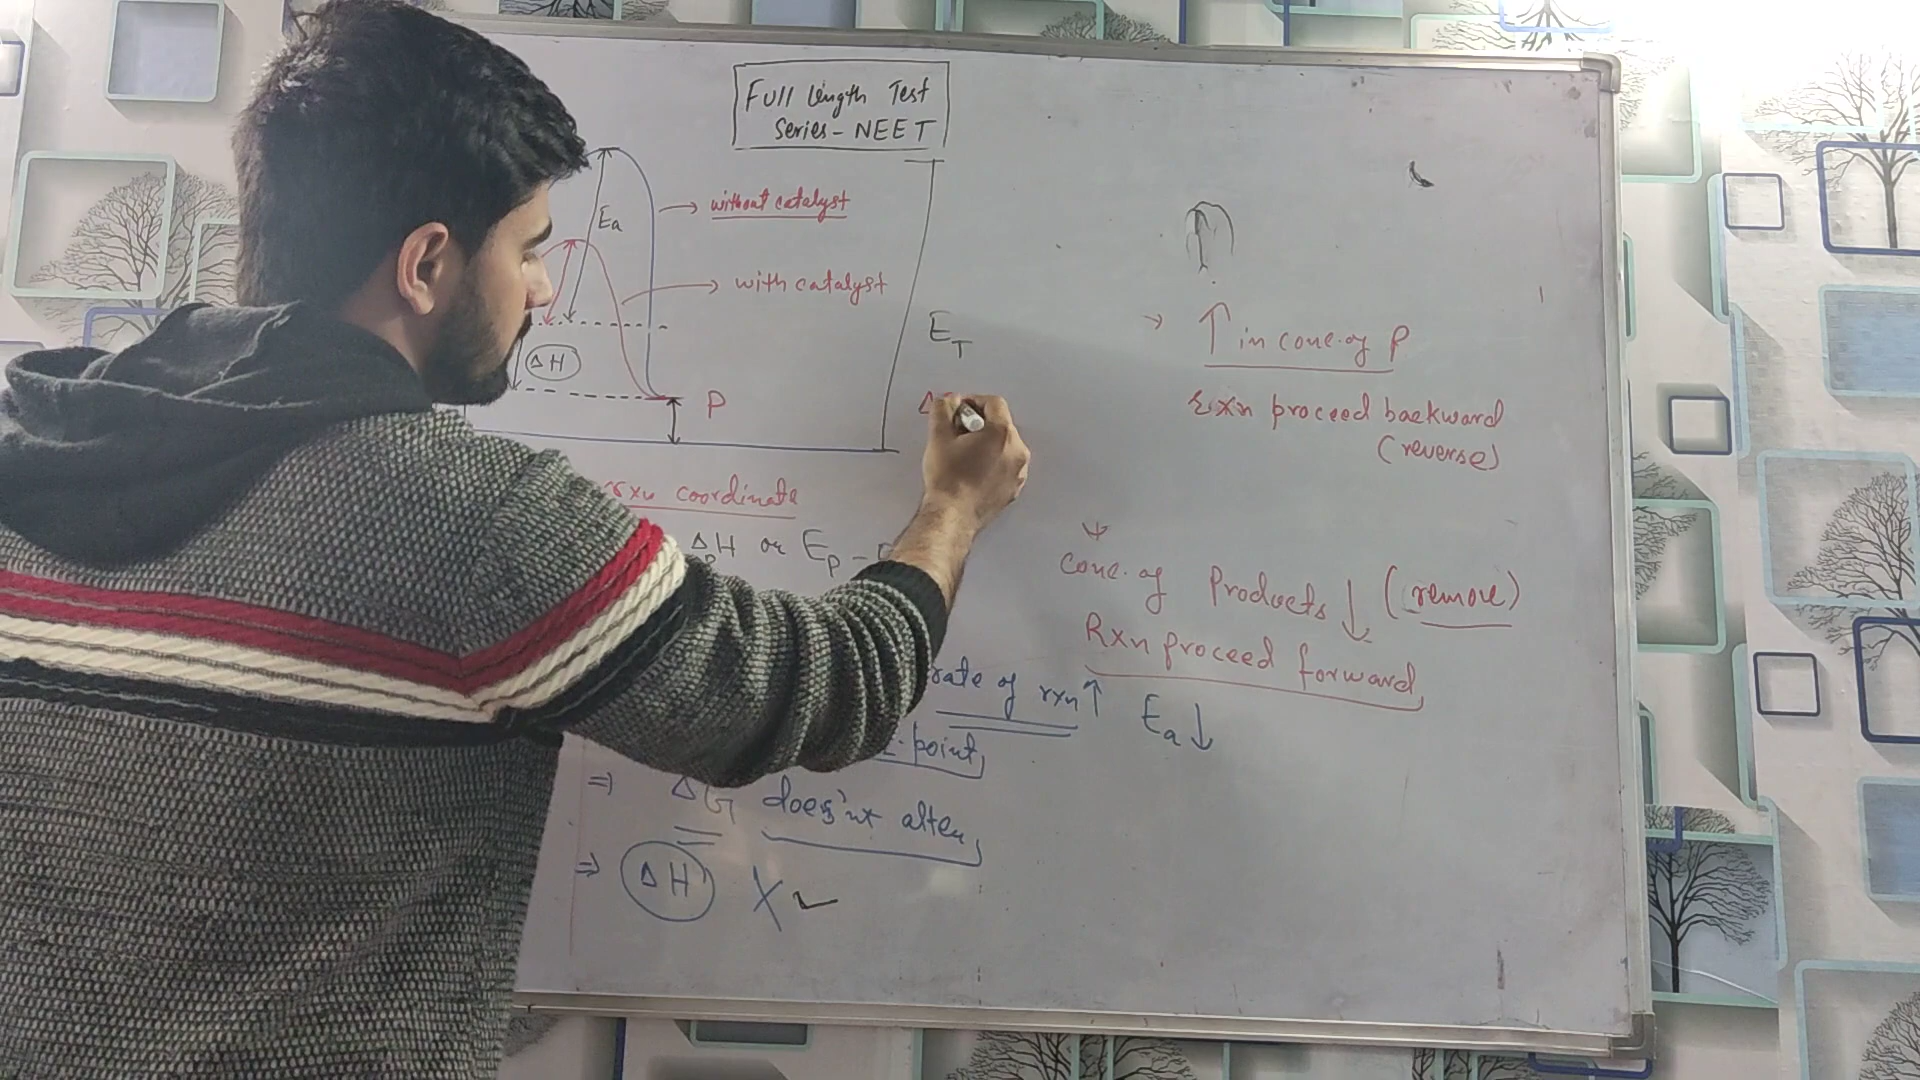 Full length Test
Series - NEET
Ea
without catalyst
with catalyst
ΔH
P
ET
Δ
rxn coordinate
ΔH or Ep -
↑ in conc. of P
rxn proceed backward
(reverse)
conc. of Products ↓ (remove)
Rxn proceed forward
rate of rxn ↑ Ea ↓
point
⇒ ΔG does'nt alter
⇒ ΔH X